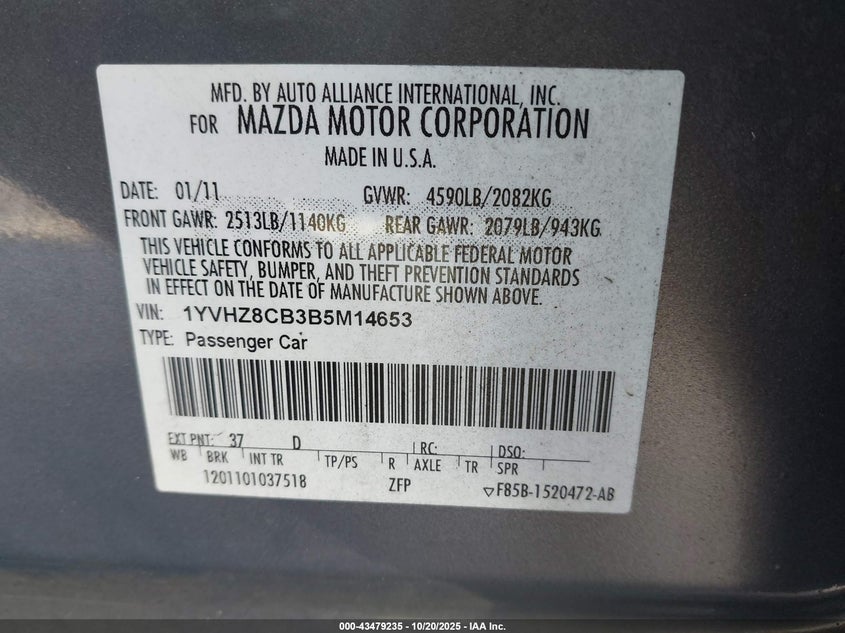 MFD. BY AUTO ALLIANCE INTERNATIONAL, INC.
FOR MAZDA MOTOR CORPORATION
MADE IN U.S.A.
DATE: 01/11 GVWR: 4590LB/2082KG
FRONT GAWR: 2513LB/1140KG REAR GAWR: 2079LB/943KG
THIS VEHICLE CONFORMS TO ALL APPLICABLE FEDERAL MOTOR
VEHICLE SAFETY, BUMPER, AND THEFT PREVENTION STANDARDS
IN EFFECT ON THE DATE OF MANUFACTURE SHOWN ABOVE.
VIN: 1YVHZ8CB3B5M14653
TYPE: Passenger Car
EXT PNT: 37 D RC: DSO:
WB BRK INT TR TP/PS R AXLE TR SPR
1201101037518 ZFP F85B-1520472-AB
000-43479235 - 10/20/2025 - IAA Inc.